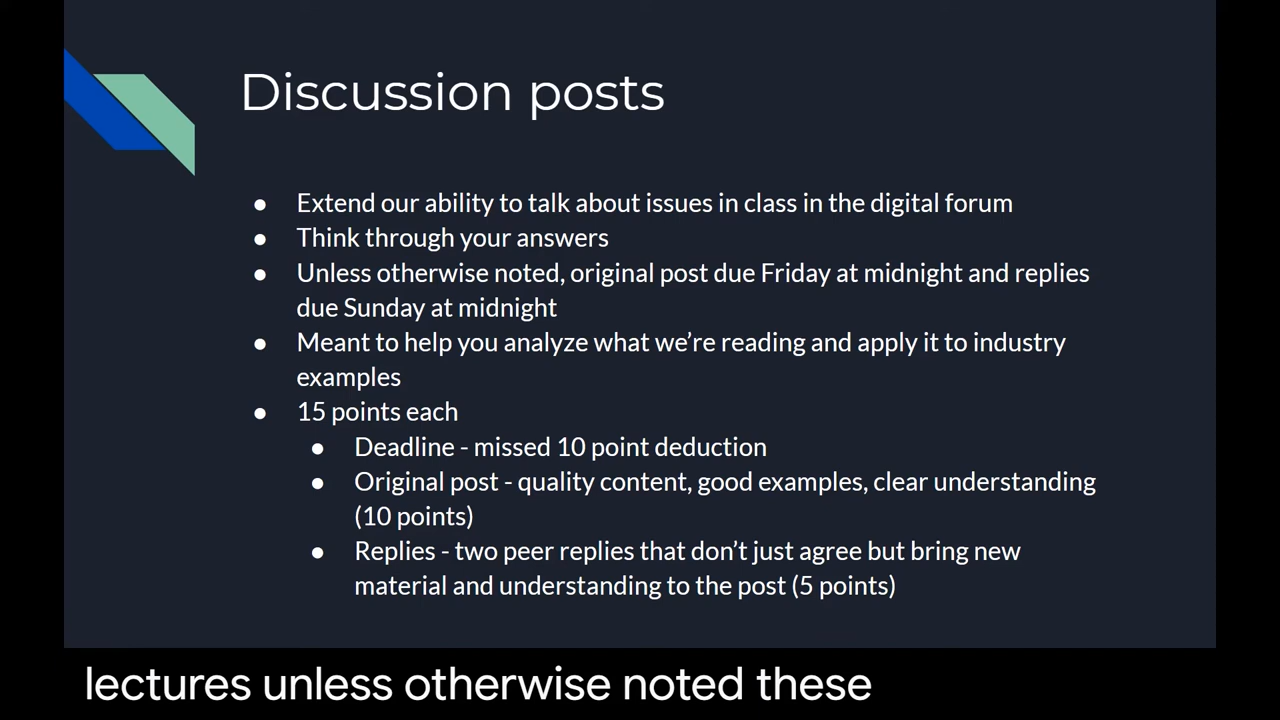 Discussion posts
● Extend our ability to talk about issues in class in the digital forum
● Think through your answers
● Unless otherwise noted, original post due Friday at midnight and replies
due Sunday at midnight
● Meant to help you analyze what we’re reading and apply it to industry
examples
● 15 points each
● Deadline - missed 10 point deduction
● Original post - quality content, good examples, clear understanding
(10 points)
● Replies - two peer replies that don’t just agree but bring new
material and understanding to the post (5 points)
lectures unless otherwise noted these